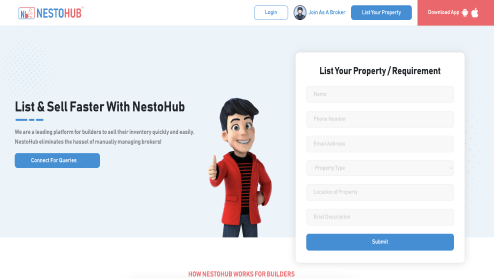 NESTOHUB
Login
Join As A Broker
List Your Property
Download App
List Your Property / Requirement
Name
Phone Number
Email Address
Property Type
Location of Property
Brief Description
Submit
List & Sell Faster With NestoHub
We are a leading platform for builders to sell their inventory quickly and easily.
NestoHub eliminates the hassel of manually managing brokers!
Connect For Queries
HOW NESTOHUB WORKS FOR BUILDERS